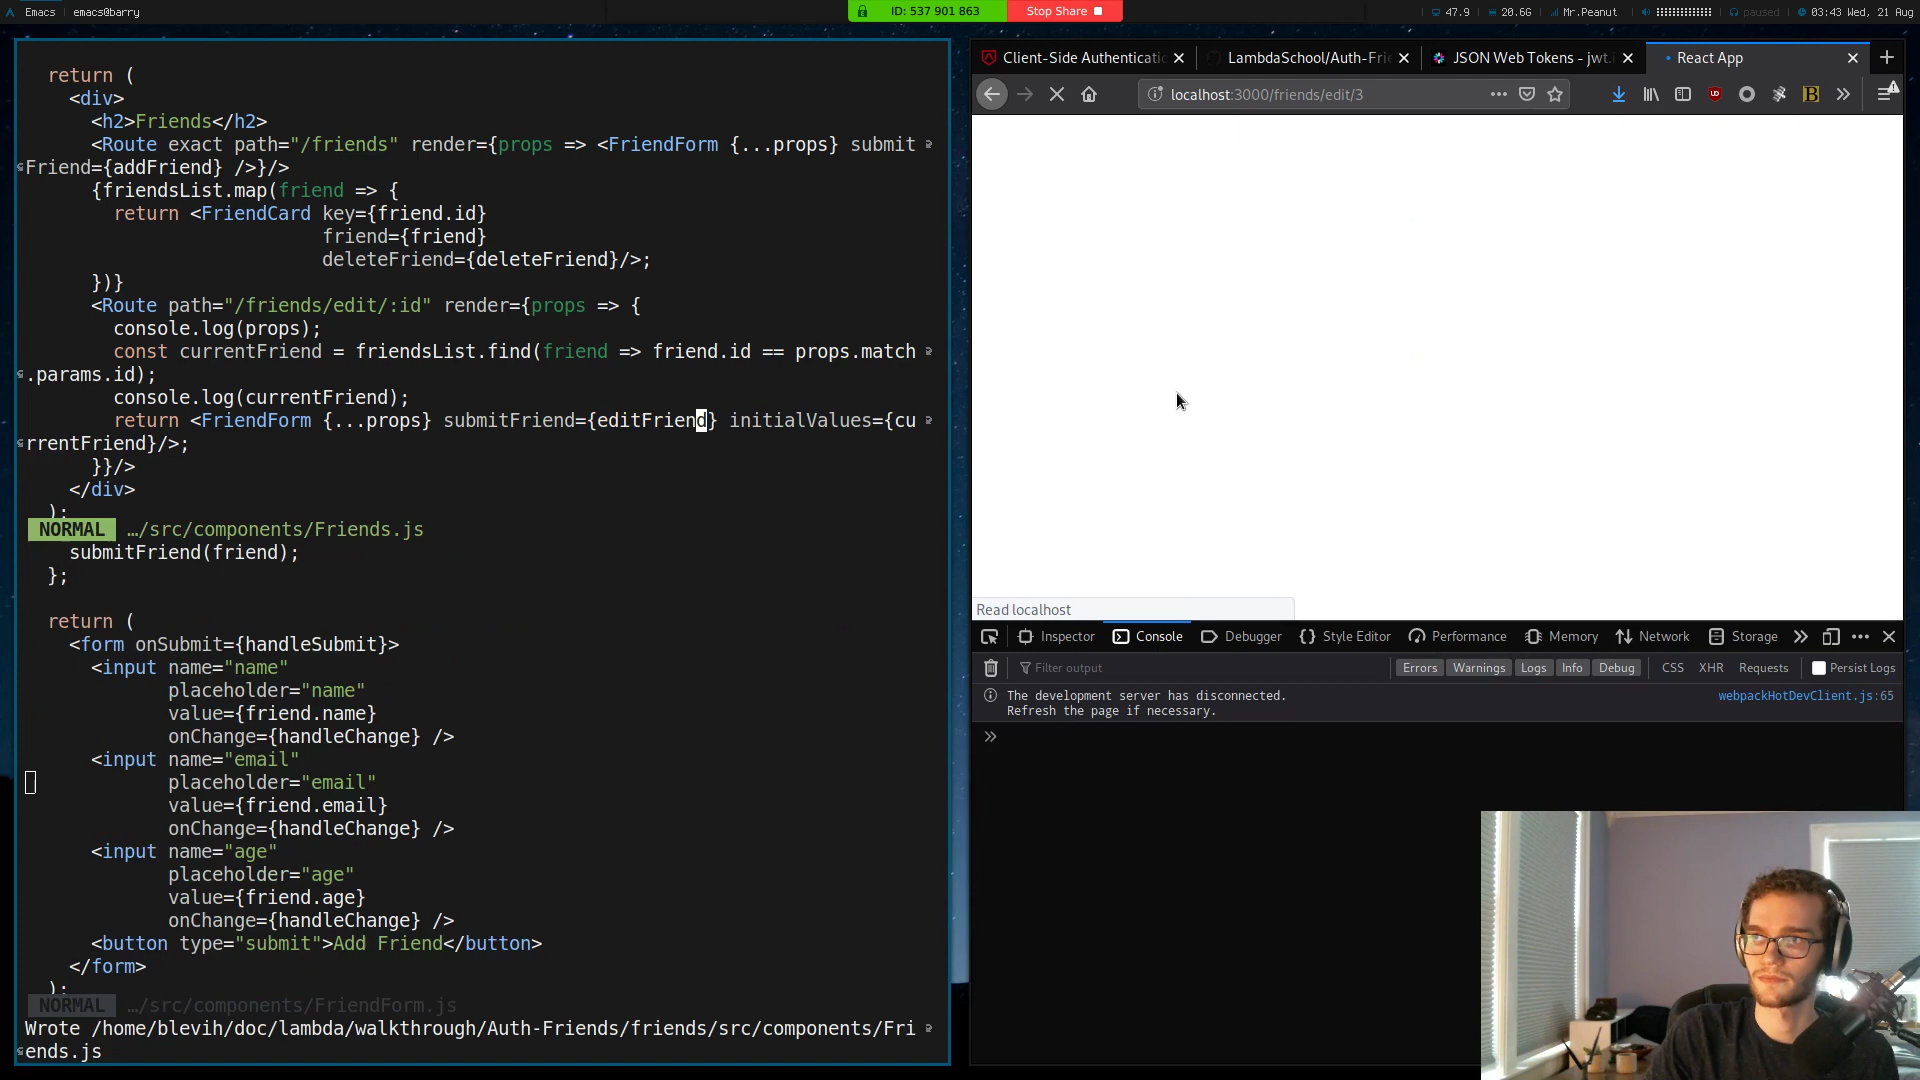 Emacs emacs@barry
ID: 537 901 863 Stop Share
47.9 20.6G Mr.Peanut paused 03:43 Wed, 21 Aug
return (
<div>
<h2>Friends</h2>
<Route exact path="/friends" render={props => <FriendForm {...props} submit
Friend={addFriend} />}/>
{friendsList.map(friend => {
return <FriendCard key={friend.id}
friend={friend}
deleteFriend={deleteFriend}/>;
})}
<Route path="/friends/edit/:id" render={props => {
console.log(props);
const currentFriend = friendsList.find(friend => friend.id == props.match
.params.id);
console.log(currentFriend);
return <FriendForm {...props} submitFriend={editFriend} initialValues={cu
rrentFriend}/>;
}}/>
</div>
);
NORMAL …/src/components/Friends.js
submitFriend(friend);
};
return (
<form onSubmit={handleSubmit}>
<input name="name"
placeholder="name"
value={friend.name}
onChange={handleChange} />
<input name="email"
placeholder="email"
value={friend.email}
onChange={handleChange} />
<input name="age"
placeholder="age"
value={friend.age}
onChange={handleChange} />
<button type="submit">Add Friend</button>
</form>
);
NORMAL …/src/components/FriendForm.js
Wrote /home/blevih/doc/lambda/walkthrough/Auth-Friends/friends/src/components/Fri
ends.js
Client-Side Authenticatio LambdaSchool/Auth-Frie JSON Web Tokens - jwt.i React App
localhost:3000/friends/edit/3
Read localhost
Inspector Console Debugger Style Editor Performance Memory Network Storage
Filter output Errors Warnings Logs Info Debug CSS XHR Requests Persist Logs
The development server has disconnected. webpackHotDevClient.js:65
Refresh the page if necessary.